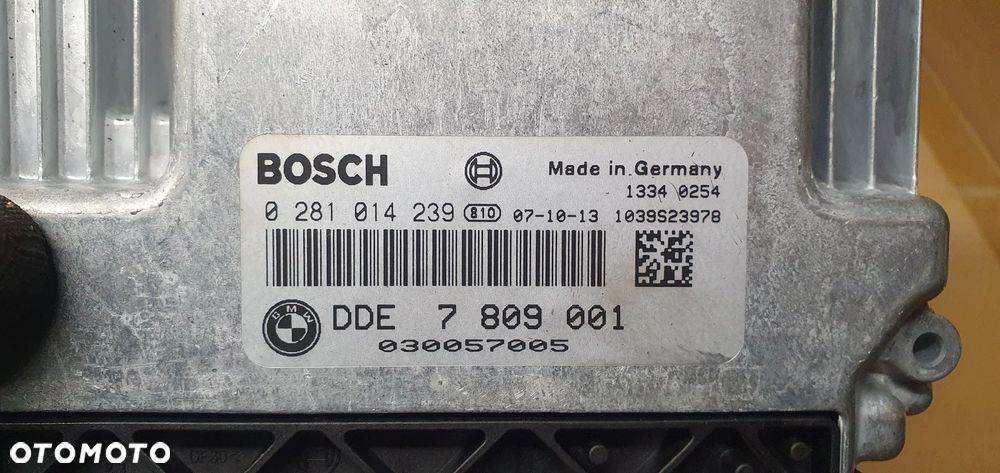 BOSCH Made in Germany
1334 0254
0 281 014 239 810 07-10-13 1039S23978
BMW DDE 7 809 001
030057005
OTOMOTO